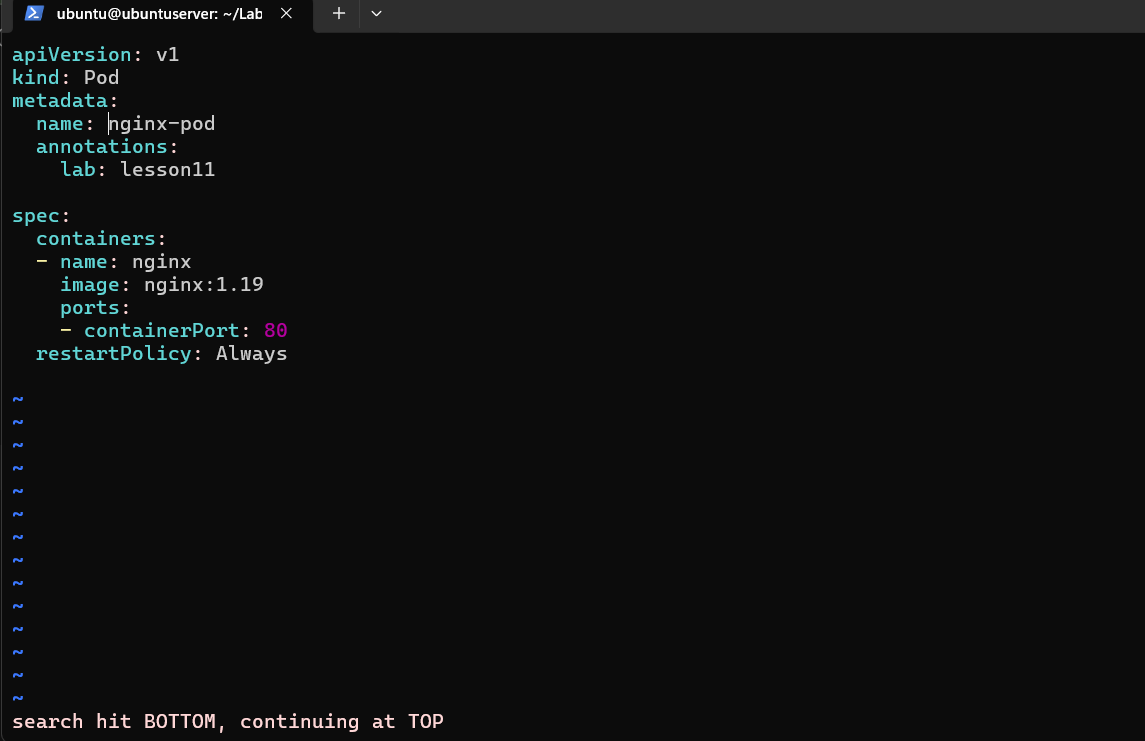 ubuntu@ubuntuserver: ~/Lab
apiVersion: v1
kind: Pod
metadata:
  name: nginx-pod
  annotations:
    lab: lesson11

spec:
  containers:
  - name: nginx
    image: nginx:1.19
    ports:
    - containerPort: 80
  restartPolicy: Always

~
~
~
~
~
~
~
~
~
~
~
~
~
~
search hit BOTTOM, continuing at TOP